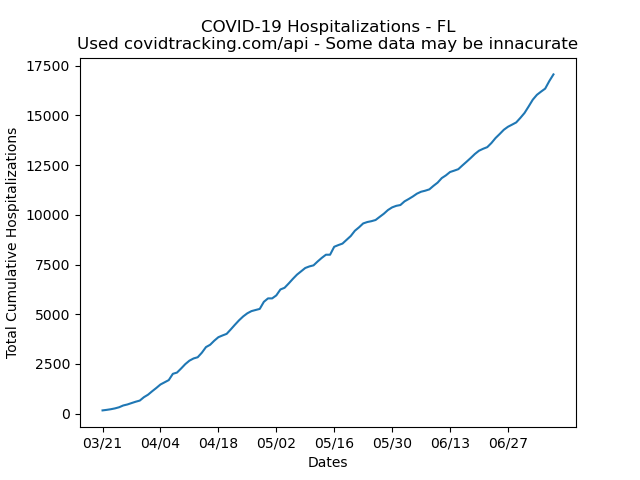 COVID-19 Hospitalizations - FL
Used covidtracking.com/api - Some data may be innacurate
17500
15000
12500
10000
7500
5000
2500
0
Total Cumulative Hospitalizations
03/21 04/04 04/18 05/02 05/16 05/30 06/13 06/27
Dates